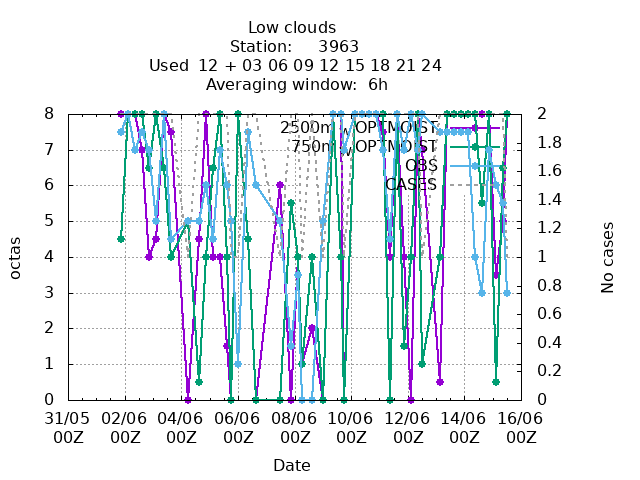 Low clouds
Station: 3963
Used 12 + 03 06 09 12 15 18 21 24
Averaging window: 6h
8 2
7 1.8
6 1.6
5 1.4
4 1.2
3 1
2 0.8
1 0.6
0 0.4
0.2
0
2500m
OPTMOIST
750m
OPTMOIST
OBS
CASES
octas
No cases
31/05 02/06 04/06 06/06 08/06 10/06 12/06 14/06 16/06
00Z 00Z 00Z 00Z 00Z 00Z 00Z 00Z 00Z
Date